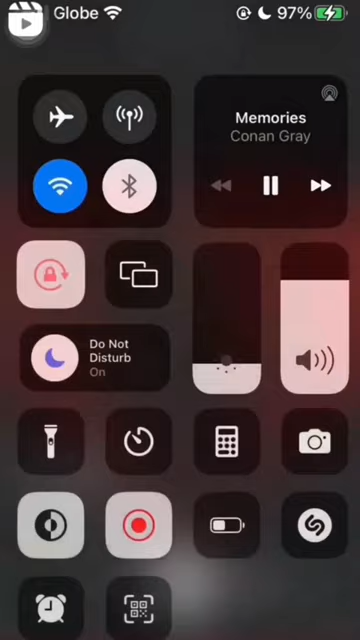 Globe
97%
Memories
Conan Gray
Do Not
Disturb
On